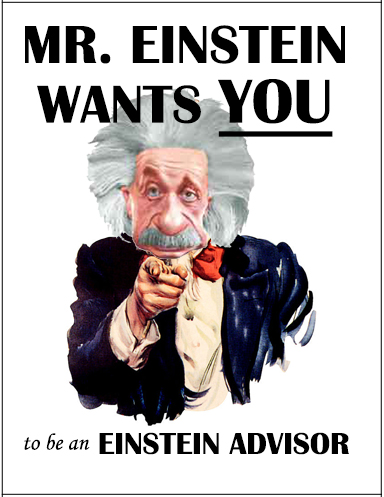 MR. EINSTEIN
WANTS YOU
to be an EINSTEIN ADVISOR